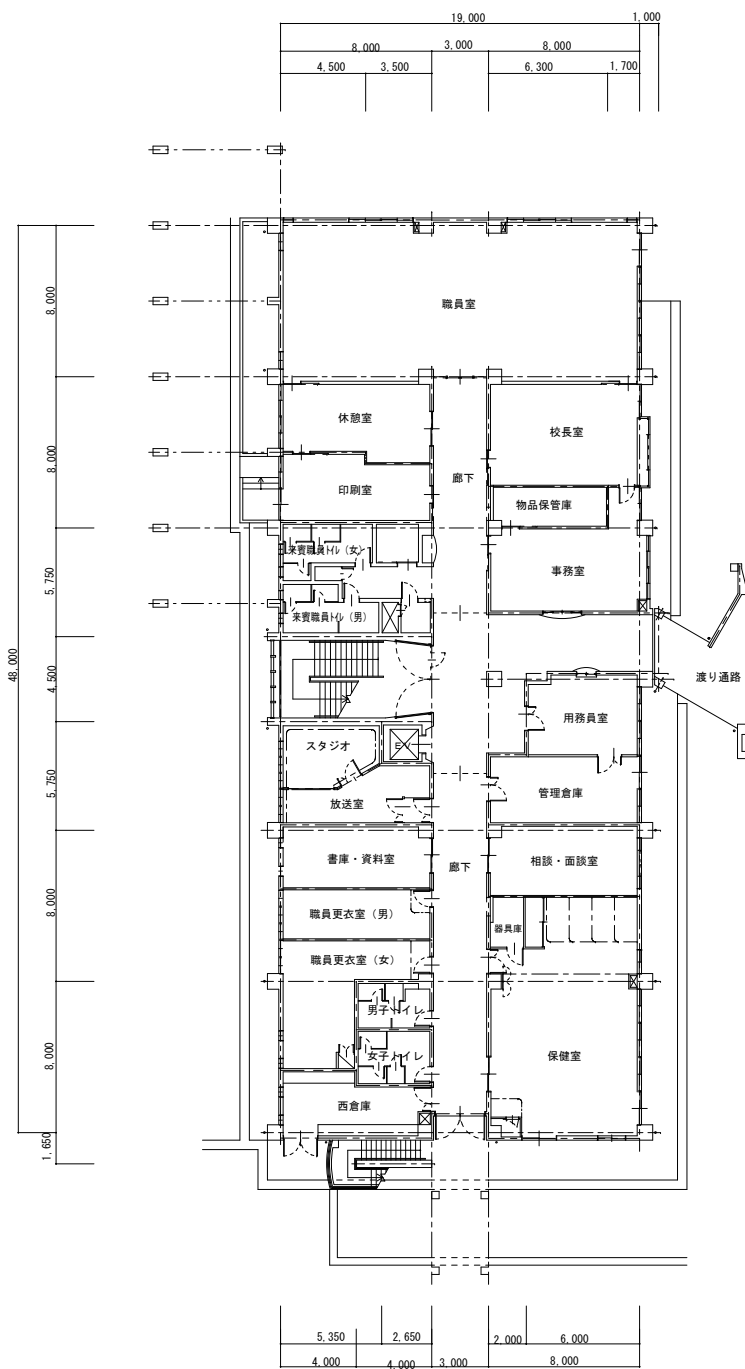 19,000
1,000
8,000
3,000
8,000
4,500
3,500
6,300
1,700
職員室
8,000
休憩室
校長室
8,000
廊下
印刷室
物品保管庫
来賓職員トイレ（女）
事務室
5,750
来賓職員トイレ（男）
48,000
4,500
渡り通路
用務員室
スタジオ
EV
5,750
放送室
管理倉庫
書庫・資料室
廊下
相談・面談室
8,000
職員更衣室（男）
器具庫
職員更衣室（女）
男子トイレ
8,000
女子トイレ
保健室
西倉庫
1,650
5,350
2,650
2,000
6,000
4,000
4,000
3,000
8,000